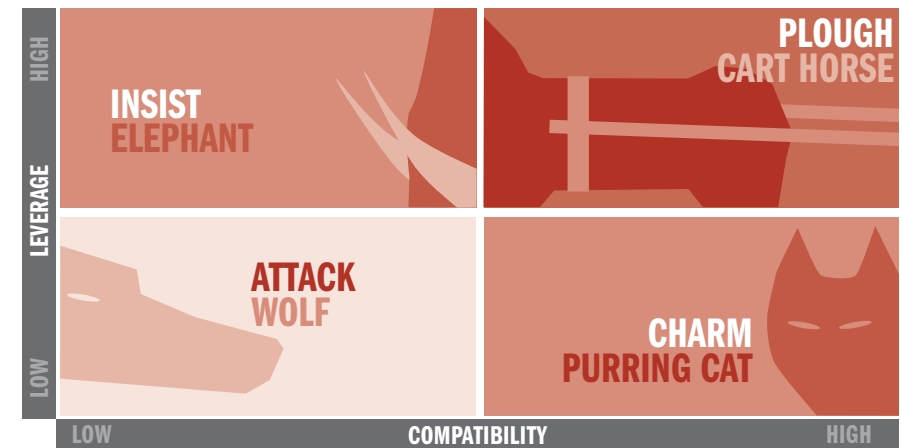 HIGH
LEVERAGE
LOW
INSIST
ELEPHANT
PLOUGH
CART HORSE
ATTACK
WOLF
CHARM
PURRING CAT
LOW
COMPATIBILITY
HIGH